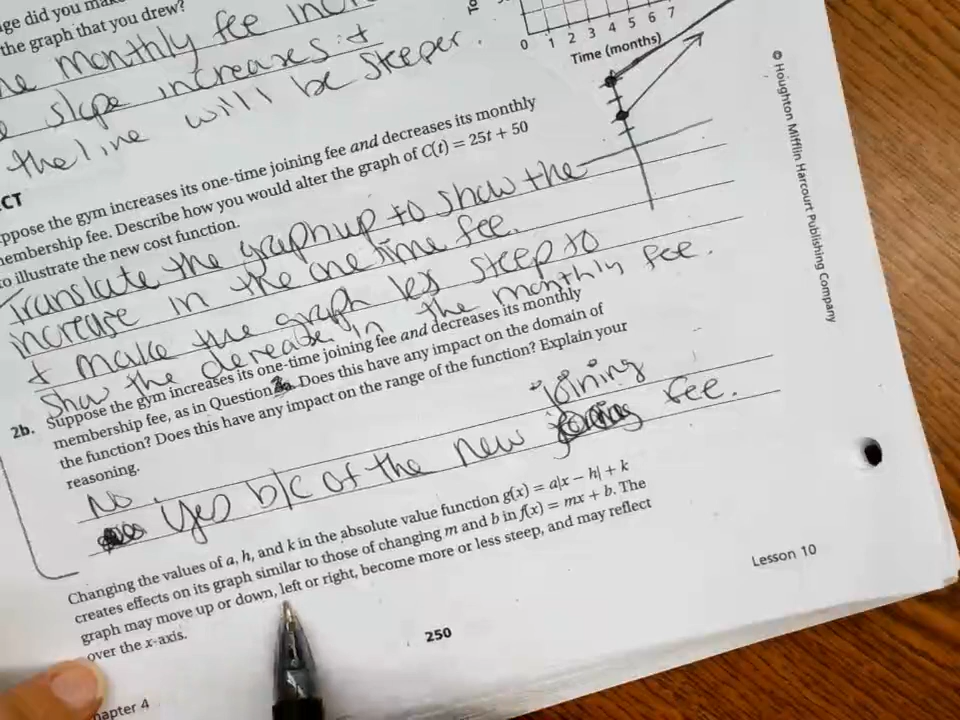 ge did you ma
the graph that you drew?
he monthly fee inc
slope increases &
the line will be steeper.
0 1 2 3 4 5 6 7
Time (months)
© Houghton Mifflin Harcourt Publishing Company
CT
ppose the gym increases its one-time joining fee and decreases its monthly
membership fee. Describe how you would alter the graph of C(t) = 25t + 50
to illustrate the new cost function.
Translate the graph up to show the
increase in the one time fee.
& make the graph les steep to
show the decrease in the monthly fee.
2b. Suppose the gym increases its one-time joining fee and decreases its monthly
membership fee, as in Question 2a. Does this have any impact on the domain of
the function? Does this have any impact on the range of the function? Explain your
reasoning.
No
joining
Yes b/c of the new fee.
Changing the values of a, h, and k in the absolute value function g(x) = a|x − h| + k
creates effects on its graph similar to those of changing m and b in f(x) = mx + b. The
graph may move up or down, left or right, become more or less steep, and may reflect
over the x-axis.
hapter 4
250
Lesson 10